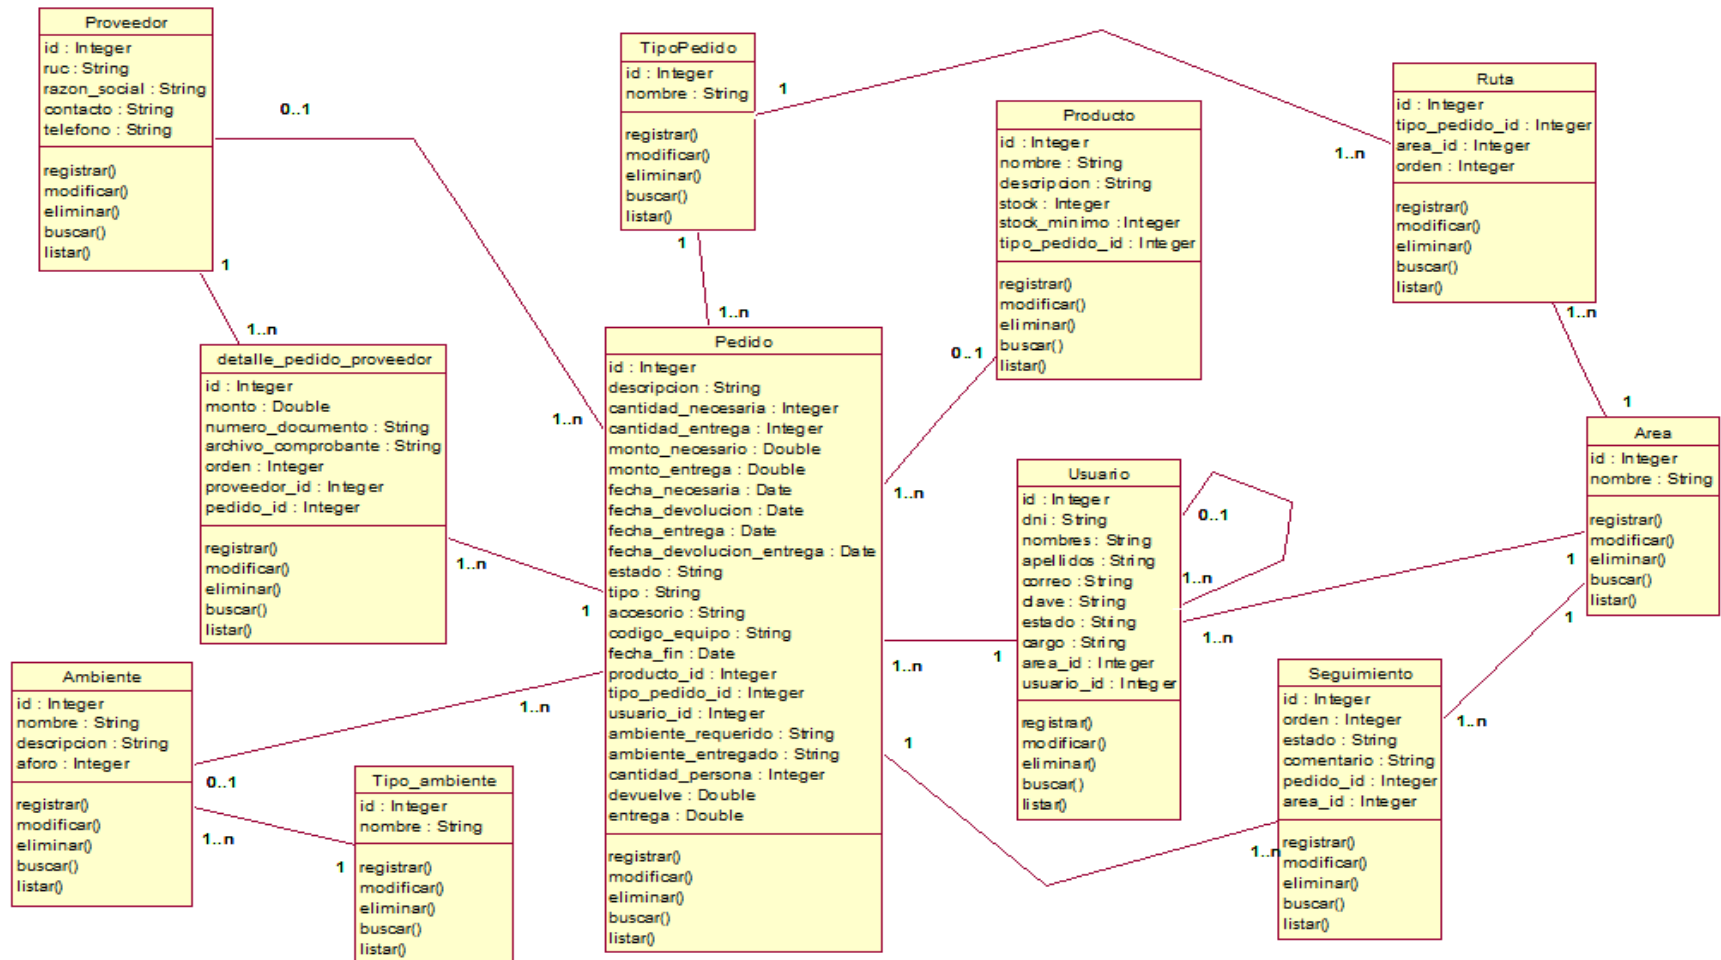 Proveedor
id : Integer
ruc : String
razon_social : String
contacto : String
telefono : String
registrar()
modificar()
eliminar()
buscar()
listar()
0..1
1
1..n
1..n
TipoPedido
id : Integer
nombre : String
registrar()
modificar()
eliminar()
buscar()
listar()
1
1
1..n
1..n
Producto
id : Integer
nombre : String
descripcion : String
stock : Integer
stock_minimo : Integer
tipo_pedido_id : Integer
registrar()
modificar()
eliminar()
buscar()
listar()
0..1
1..n
Ruta
id : Integer
tipo_pedido_id : Integer
area_id : Integer
orden : Integer
registrar()
modificar()
eliminar()
buscar()
listar()
1..n
1
detalle_pedido_proveedor
id : Integer
monto : Double
numero_documento : String
archivo_comprobante : String
orden : Integer
proveedor_id : Integer
pedido_id : Integer
registrar()
modificar()
eliminar()
buscar()
listar()
1..n
1
Pedido
id : Integer
descripcion : String
cantidad_necesaria : Integer
cantidad_entrega : Integer
monto_necesario : Double
monto_entrega : Double
fecha_necesaria : Date
fecha_devolucion : Date
fecha_entrega : Date
fecha_devolucion_entrega : Date
estado : String
tipo : String
accesorio : String
codigo_equipo : String
fecha_fin : Date
producto_id : Integer
tipo_pedido_id : Integer
usuario_id : Integer
ambiente_requerido : String
ambiente_entregado : String
cantidad_persona : Integer
devuelve : Double
entrega : Double
registrar()
modificar()
eliminar()
buscar()
listar()
1..n
1
1
1..n
Usuario
id : Integer
dni : String
nombres : String
apellidos : String
correo : String
clave : String
estado : String
cargo : String
area_id : Integer
usuario_id : Integer
registrar()
modificar()
eliminar()
buscar()
listar()
0..1
1..n
1..n
1
Area
id : Integer
nombre : String
registrar()
modificar()
eliminar()
buscar()
listar()
1
1..n
Seguimiento
id : Integer
orden : Integer
estado : String
comentario : String
pedido_id : Integer
area_id : Integer
registrar()
modificar()
eliminar()
buscar()
listar()
Ambiente
id : Integer
nombre : String
descripcion : String
aforo : Integer
registrar()
modificar()
eliminar()
buscar()
listar()
1..n
0..1
1..n
1
Tipo_ambiente
id : Integer
nombre : String
registrar()
modificar()
eliminar()
buscar()
listar()